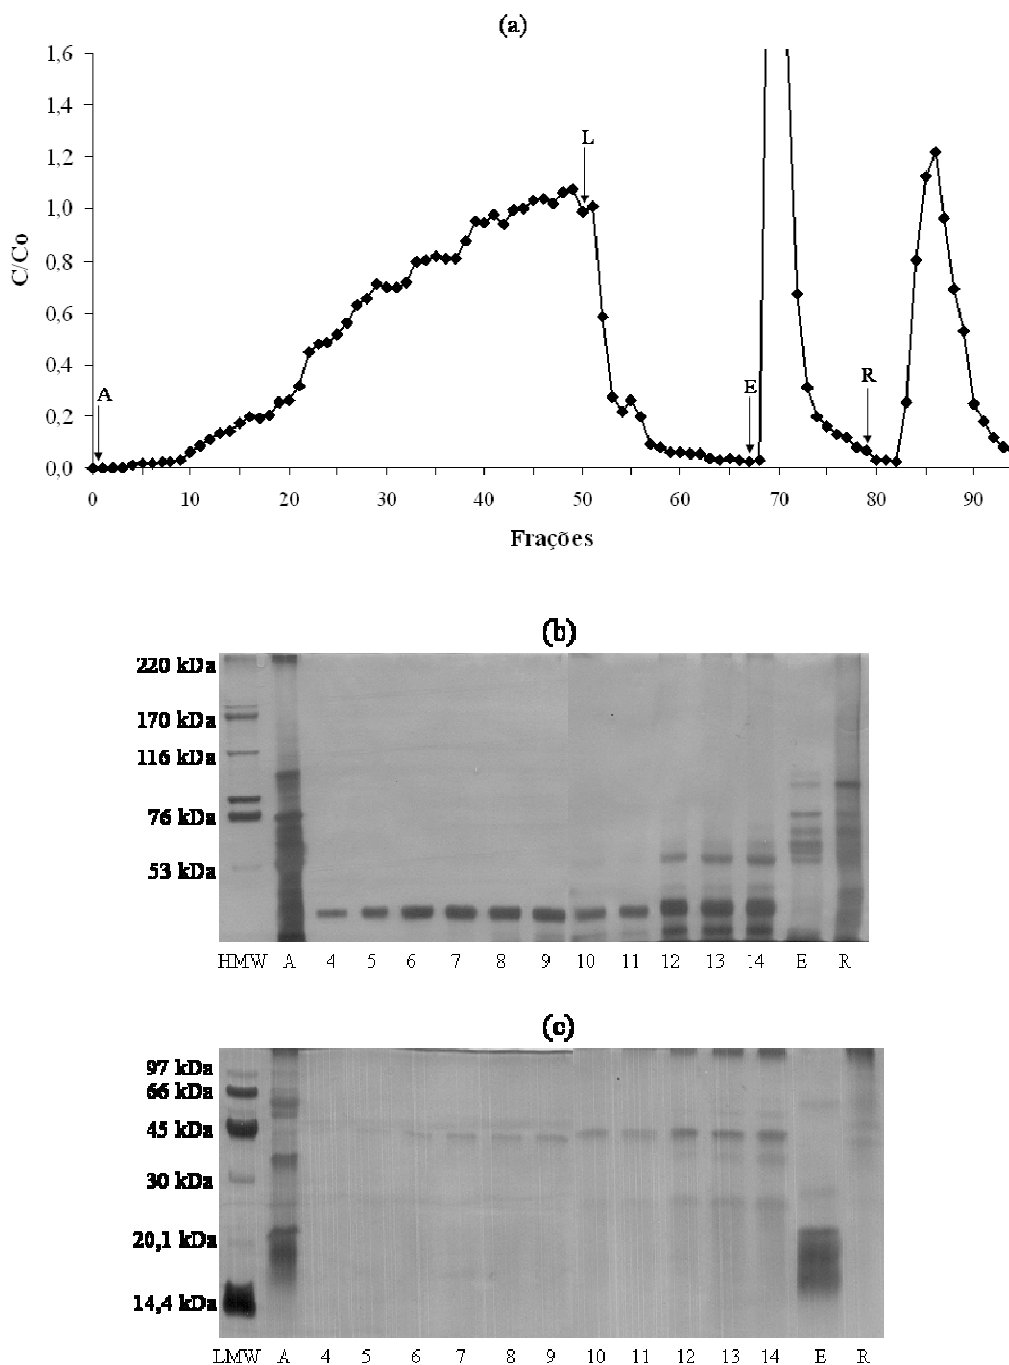 (a)
1,6
1,4
1,2
1,0
0,8
0,6
0,4
0,2
0,0
C/Co
A
L
E
R
0 10 20 30 40 50 60 70 80 90
Frações
(b)
220 kDa
170 kDa
116 kDa
76 kDa
53 kDa
HMW A 4 5 6 7 8 9 10 11 12 13 14 E R
(c)
97 kDa
66 kDa
45 kDa
30 kDa
20,1 kDa
14,4 kDa
LMW A 4 5 6 7 8 9 10 11 12 13 14 E R